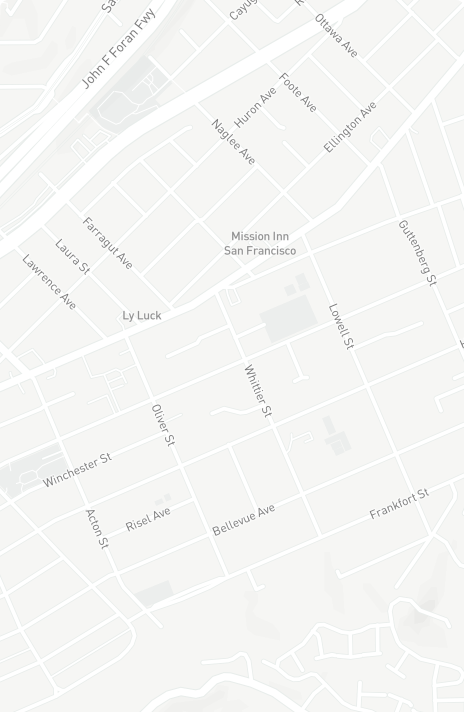 Cayug
Ottawa Ave
John F Foran Fwy
Foote Ave
Huron Ave
Naglee Ave
Ellington Ave
Farragut Ave
Laura St
Lawrence Ave
Mission Inn
San Francisco
Guttenberg St
Ly Luck
Lowell St
Whittier St
Oliver St
Winchester St
Acton St
Risel Ave
Bellevue Ave
Frankfort St